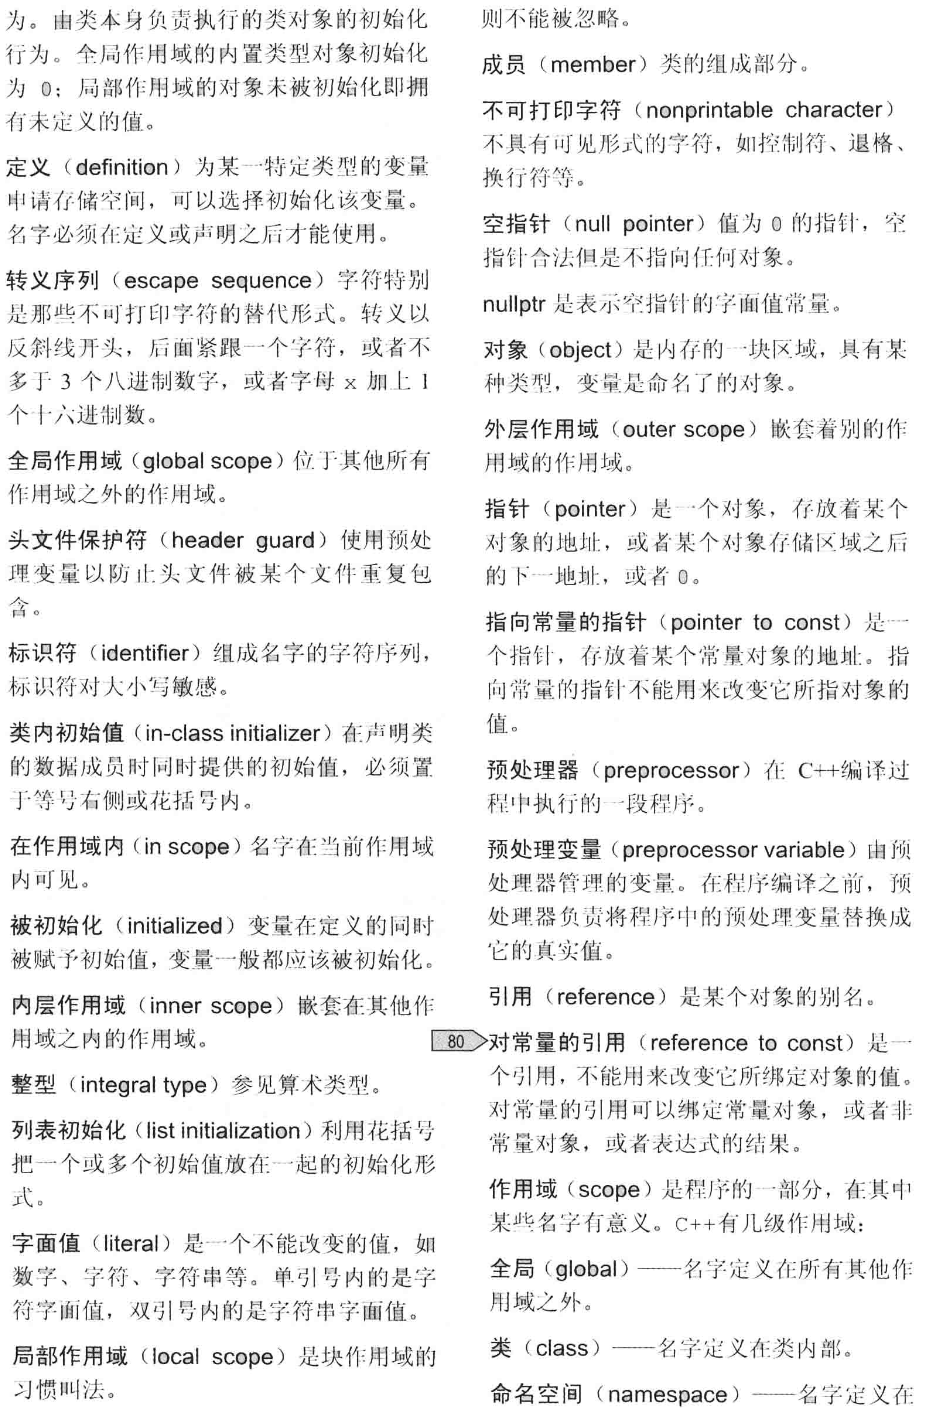 为。由类本身负责执行的类对象的初始化
行为。全局作用域的内置类型对象初始化
为 0；局部作用域的对象未被初始化即拥
有未定义的值。
定义（definition）为某一特定类型的变量
申请存储空间，可以选择初始化该变量。
名字必须在定义或声明之后才能使用。
转义序列（escape sequence）字符特别
是那些不可打印字符的替代形式。转义以
反斜线开头，后面紧跟一个字符，或者不
多于 3 个八进制数字，或者字母 x 加上 1
个十六进制数。
全局作用域（global scope）位于其他所有
作用域之外的作用域。
头文件保护符（header guard）使用预处
理变量以防止头文件被某个文件重复包
含。
标识符（identifier）组成名字的字符序列，
标识符对大小写敏感。
类内初始值（in-class initializer）在声明类
的数据成员时同时提供的初始值，必须置
于等号右侧或花括号内。
在作用域内（in scope）名字在当前作用域
内可见。
被初始化（initialized）变量在定义的同时
被赋予初始值，变量一般都应该被初始化。
内层作用域（inner scope）嵌套在其他作
用域之内的作用域。
整型（integral type）参见算术类型。
列表初始化（list initialization）利用花括号
把一个或多个初始值放在一起的初始化形
式。
字面值（literal）是一个不能改变的值，如
数字、字符、字符串等。单引号内的是字
符字面值，双引号内的是字符串字面值。
局部作用域（local scope）是块作用域的
习惯叫法。
则不能被忽略。
成员（member）类的组成部分。
不可打印字符（nonprintable character）
不具有可见形式的字符，如控制符、退格、
换行符等。
空指针（null pointer）值为 0 的指针，空
指针合法但是不指向任何对象。
nullptr 是表示空指针的字面值常量。
对象（object）是内存的一块区域，具有某
种类型，变量是命名了的对象。
外层作用域（outer scope）嵌套着别的作
用域的作用域。
指针（pointer）是一个对象，存放着某个
对象的地址，或者某个对象存储区域之后
的下一地址，或者 0。
指向常量的指针（pointer to const）是一
个指针，存放着某个常量对象的地址。指
向常量的指针不能用来改变它所指对象的
值。
预处理器（preprocessor）在 C++编译过
程中执行的一段程序。
预处理变量（preprocessor variable）由预
处理器管理的变量。在程序编译之前，预
处理器负责将程序中的预处理变量替换成
它的真实值。
引用（reference）是某个对象的别名。
80
对常量的引用（reference to const）是一
个引用，不能用来改变它所绑定对象的值。
对常量的引用可以绑定常量对象，或者非
常量对象，或者表达式的结果。
作用域（scope）是程序的一部分，在其中
某些名字有意义。C++有几级作用域：
全局（global）——名字定义在所有其他作
用域之外。
类（class）——名字定义在类内部。
命名空间（namespace）——名字定义在